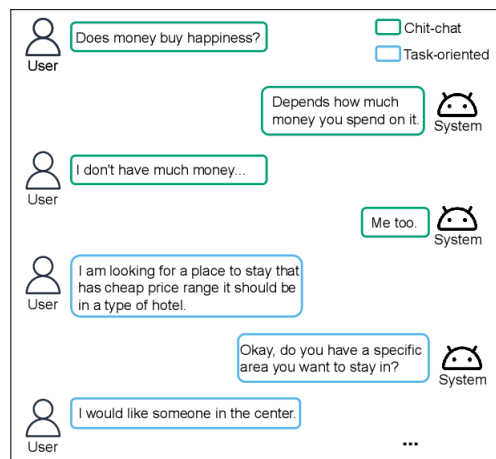 Does money buy happiness?
User
Chit-chat
Task-oriented
Depends how much
money you spend on it.
System
I don't have much money...
User
Me too.
System
I am looking for a place to stay that
has cheap price range it should be
in a type of hotel.
User
Okay, do you have a specific
area you want to stay in?
System
I would like someone in the center.
User
...